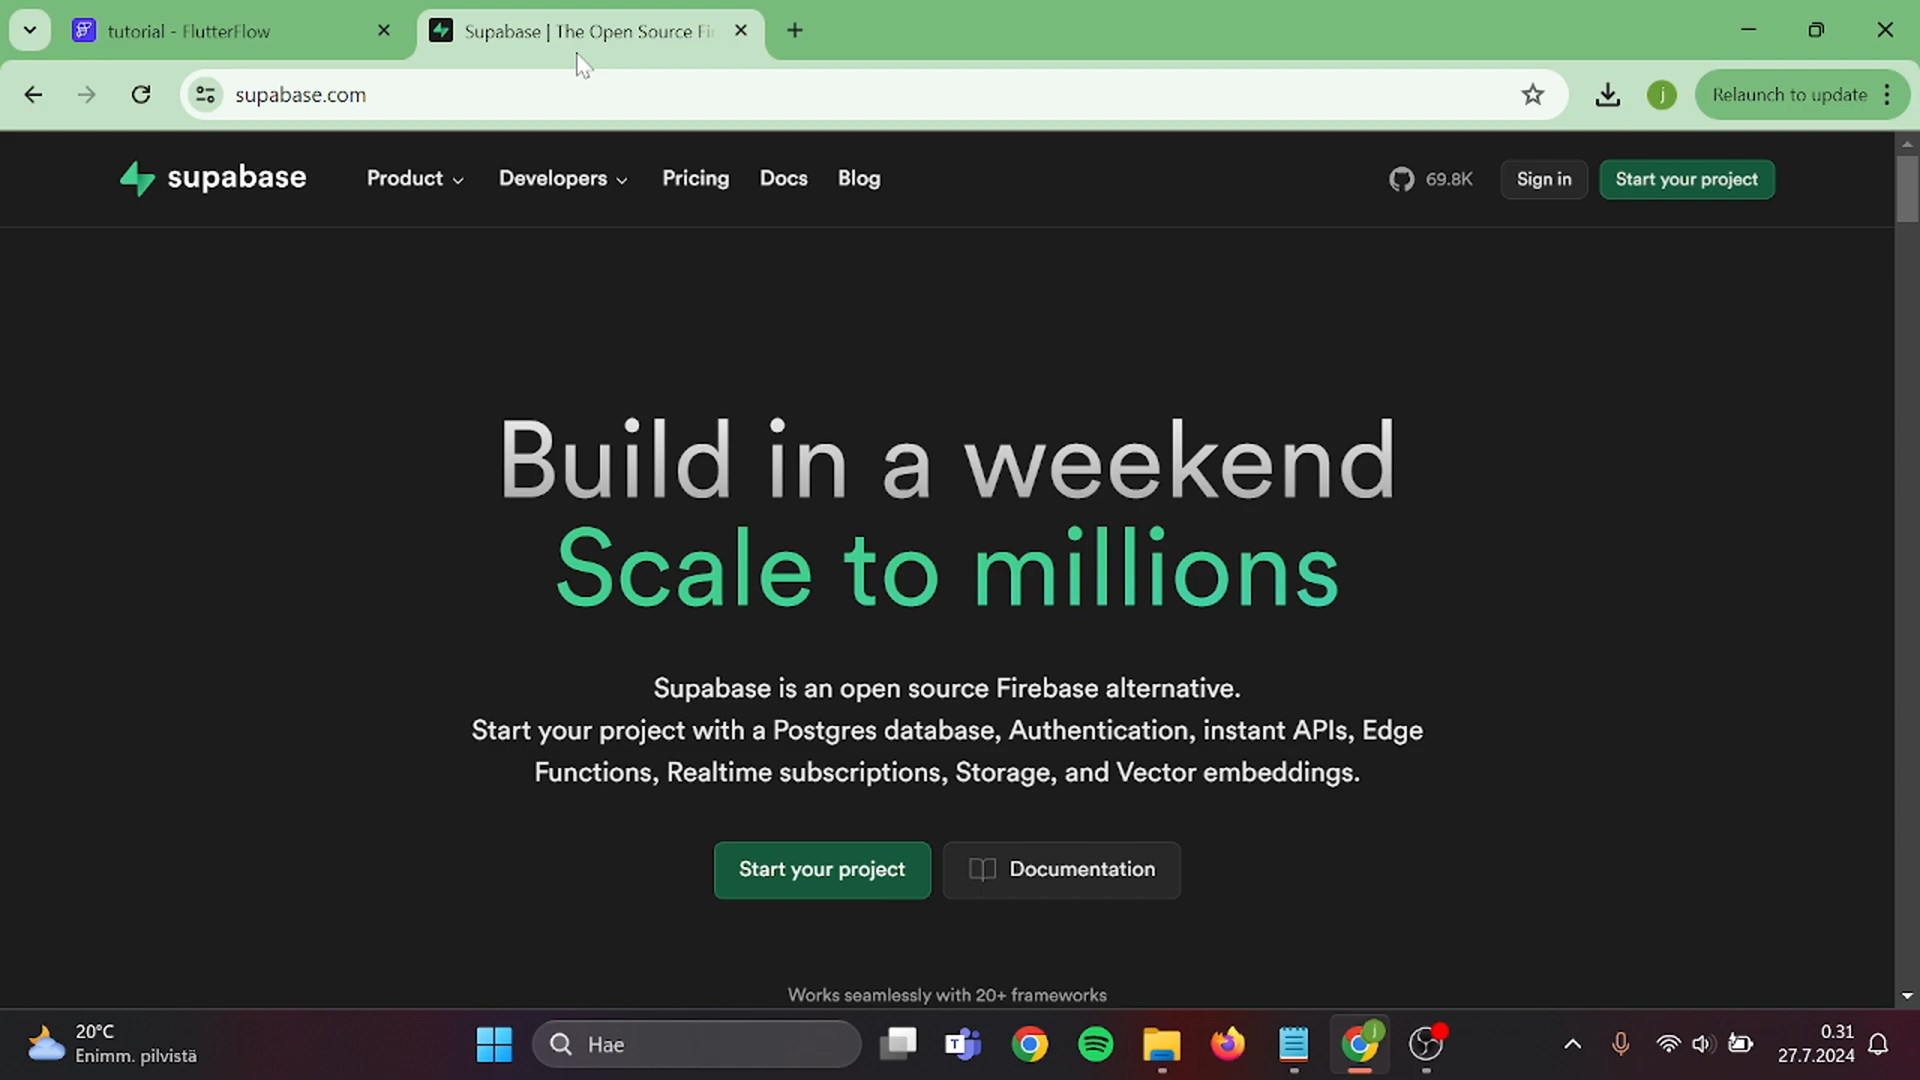 tutorial - FlutterFlow
Supabase | The Open Source Fi
supabase.com
j
Relaunch to update
supabase
Product
Developers
Pricing
Docs
Blog
69.8K
Sign in
Start your project
Build in a weekend
Scale to millions
Supabase is an open source Firebase alternative.
Start your project with a Postgres database, Authentication, instant APIs, Edge
Functions, Realtime subscriptions, Storage, and Vector embeddings.
Start your project
Documentation
Works seamlessly with 20+ frameworks
20°C
Enimm. pilvistä
Hae
T
j
0.31
27.7.2024